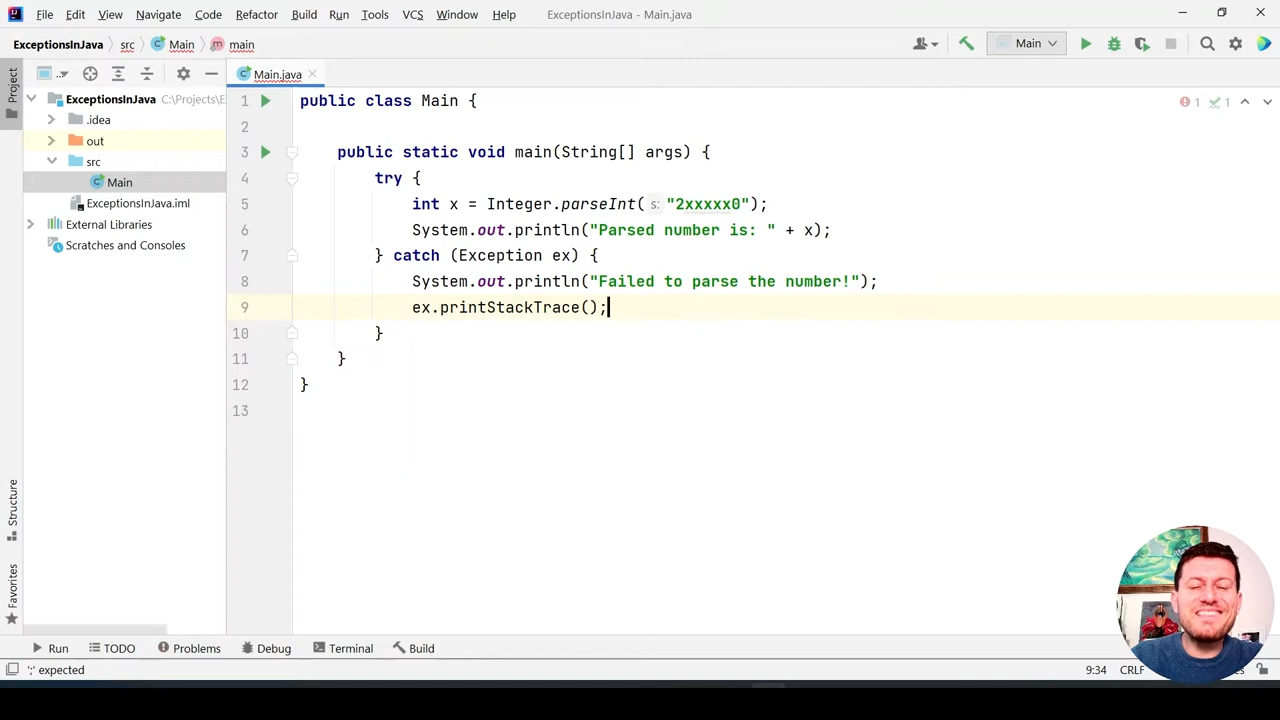 File Edit View Navigate Code Refactor Build Run Tools VCS Window Help ExceptionsInJava - Main.java
ExceptionsInJava src Main main Main
Project
Main.java
ExceptionsInJava C:\Projects\E
.idea
out
src
Main
ExceptionsInJava.iml
External Libraries
Scratches and Consoles
1 public class Main {
2
3 public static void main(String[] args) {
4 try {
5 int x = Integer.parseInt( s: "2xxxxx0");
6 System.out.println("Parsed number is: " + x);
7 } catch (Exception ex) {
8 System.out.println("Failed to parse the number!");
9 ex.printStackTrace();
10 }
11 }
12 }
13
1 1
Structure
Favorites
Run TODO Problems Debug Terminal Build
';' expected 9:34 CRLF